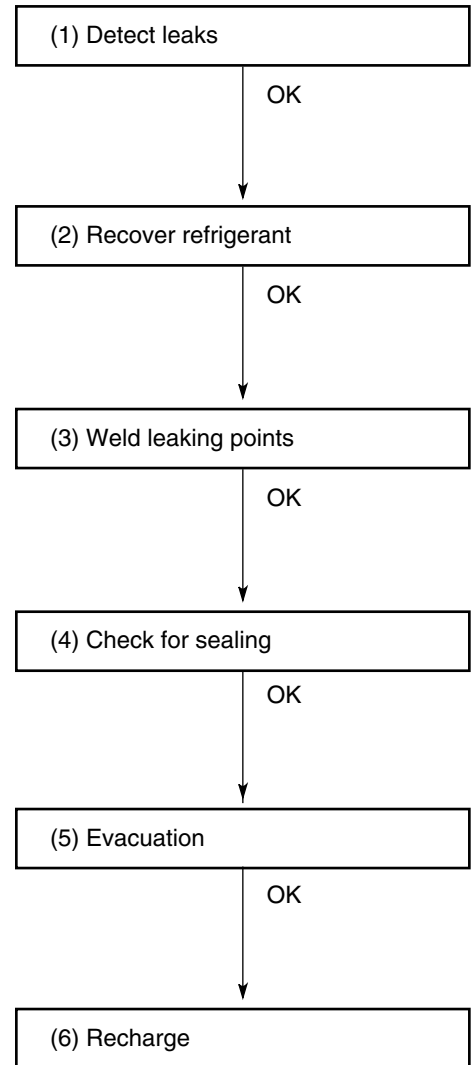 (1) Detect leaks
OK
(2) Recover refrigerant
OK
(3) Weld leaking points
OK
(4) Check for sealing
OK
(5) Evacuation
OK
(6) Recharge